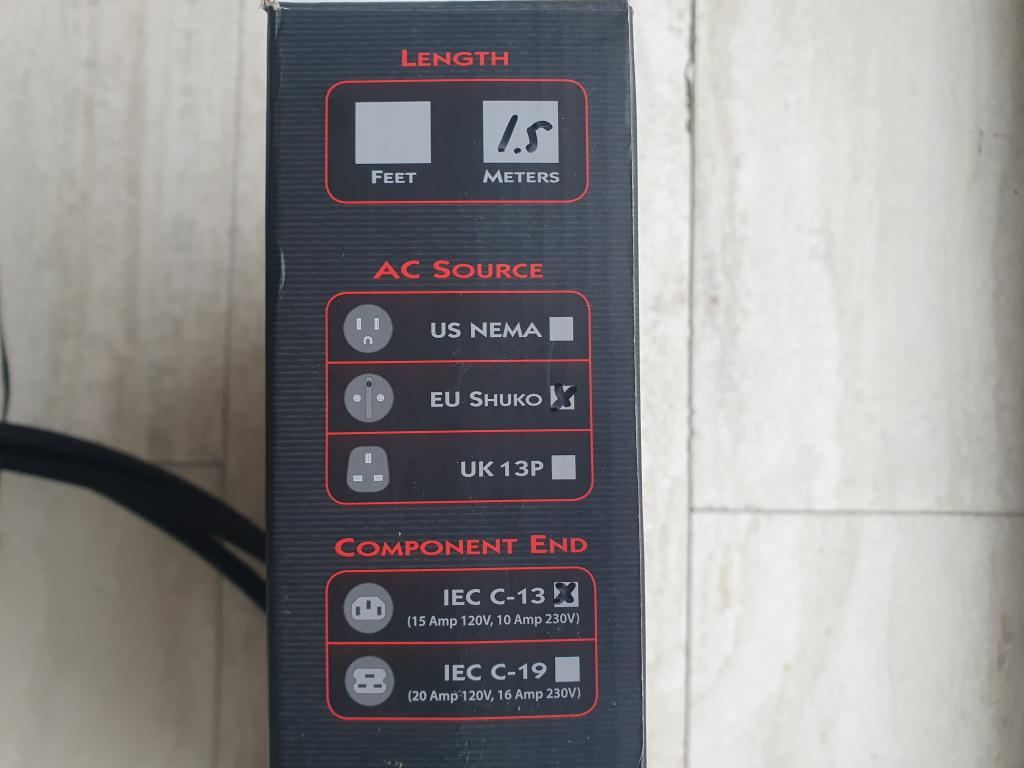 LENGTH
1.5
FEET METERS
AC SOURCE
US NEMA
EU SHUKO X
UK 13P
COMPONENT END
IEC C-13 X
(15 Amp 120V, 10 Amp 230V)
IEC C-19
(20 Amp 120V, 16 Amp 230V)